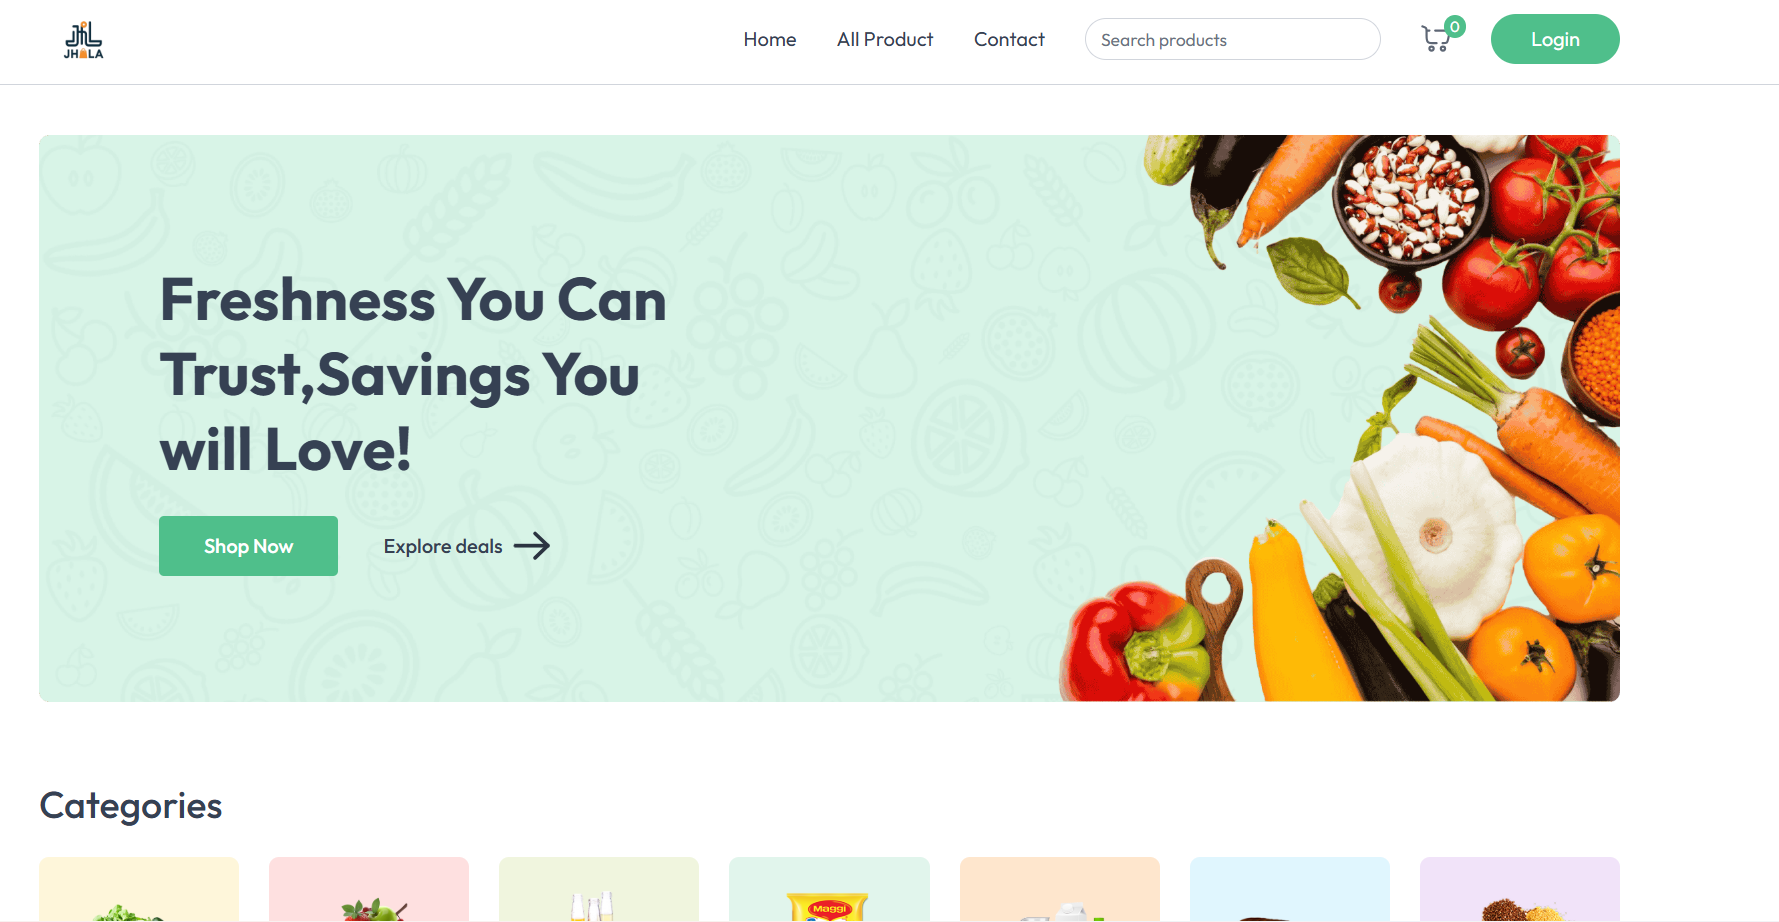 JHOLA
Home
All Product
Contact
Search products
0
Login
Freshness You Can
Trust,Savings You
will Love!
Shop Now
Explore deals
Categories
Maggi